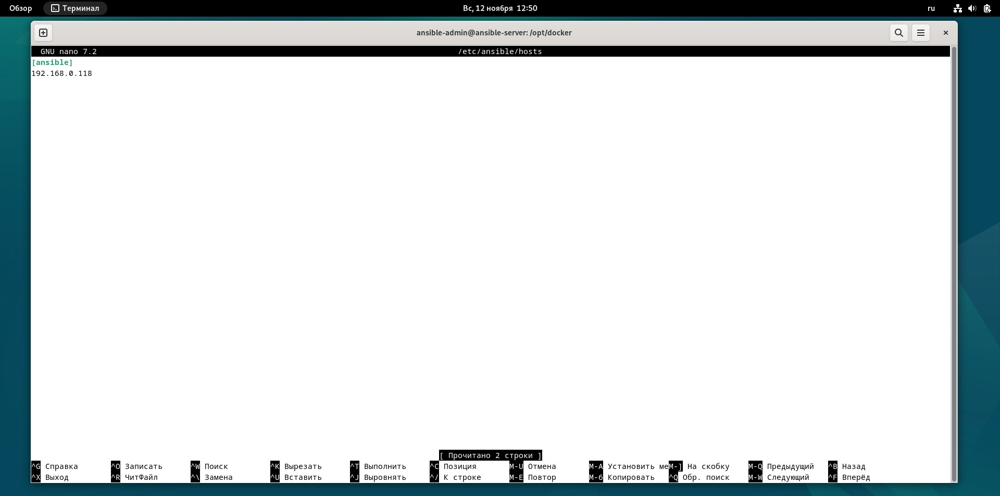 Обзор Терминал Вс, 12 ноября 12:50 ru
ansible-admin@ansible-server: /opt/docker
GNU nano 7.2 /etc/ansible/hosts
[ansible]
192.168.0.118
[ Прочитано 2 строки ]
^G Справка ^O Записать ^W Поиск ^K Вырезать ^T Выполнить ^C Позиция M-U Отмена M-A Установить меM-] На скобку M-Q Предыдущий ^B Назад
^X Выход ^R ЧитФайл ^\ Замена ^U Вставить ^J Выровнять ^/ К строке M-E Повтор M-6 Копировать ^Q Обр. поиск M-W Следующий ^F Вперёд